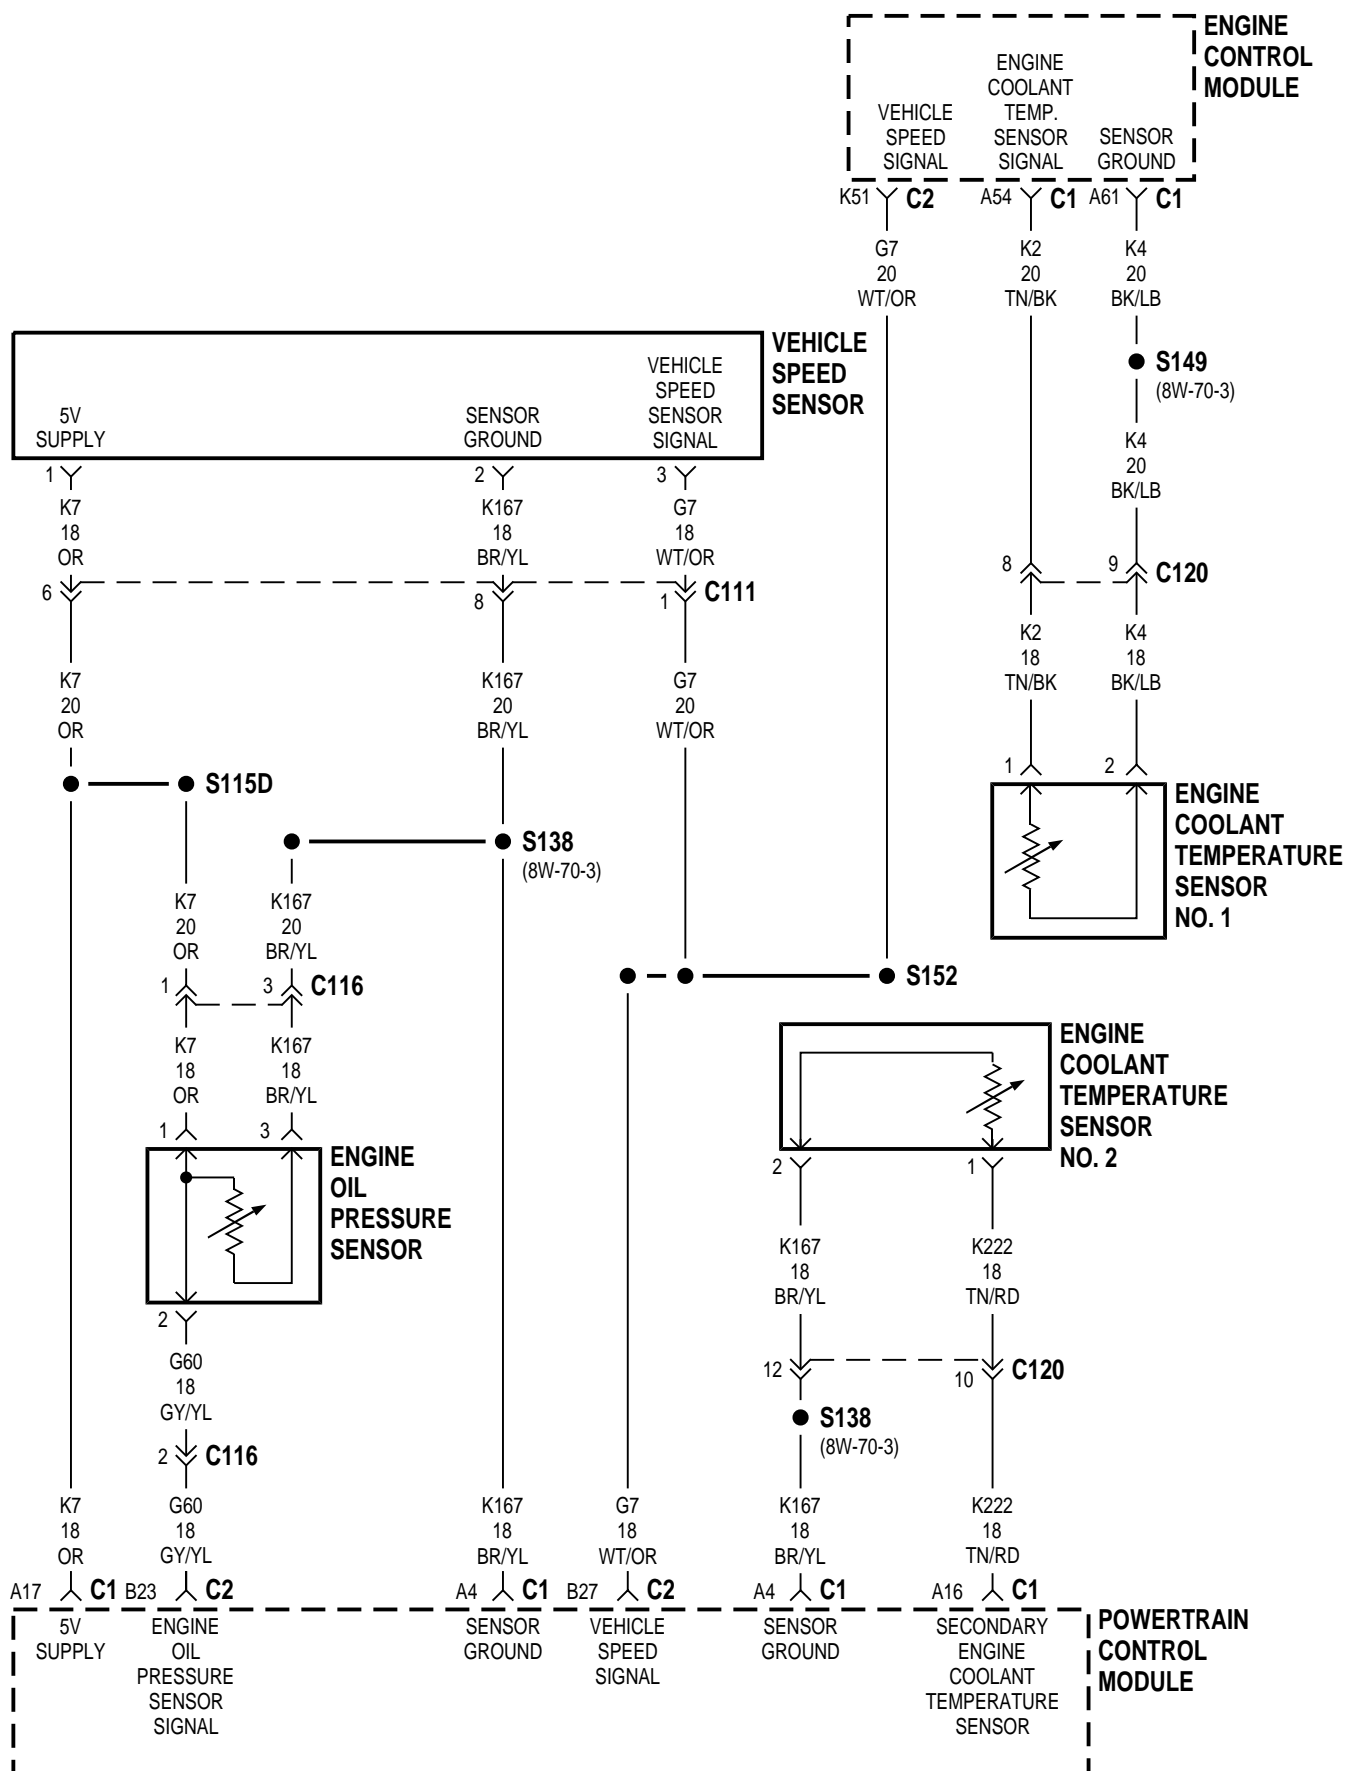 ENGINE
CONTROL
MODULE
VEHICLE
SPEED
SIGNAL
ENGINE
COOLANT
TEMP.
SENSOR
SIGNAL
SENSOR
GROUND
K51
C2
A54
C1
A61
C1
G7
20
WT/OR
K2
20
TN/BK
K4
20
BK/LB
S149
(8W-70-3)
K4
20
BK/LB
VEHICLE
SPEED
SENSOR
5V
SUPPLY
SENSOR
GROUND
VEHICLE
SPEED
SENSOR
SIGNAL
1
2
3
K7
18
OR
K167
18
BR/YL
G7
18
WT/OR
6
8
1
C111
8
9
C120
K2
18
TN/BK
K4
18
BK/LB
K7
20
OR
K167
20
BR/YL
G7
20
WT/OR
1
2
ENGINE
COOLANT
TEMPERATURE
SENSOR
NO. 1
S115D
S138
(8W-70-3)
K7
20
OR
K167
20
BR/YL
1
3
C116
S152
K7
18
OR
K167
18
BR/YL
1
3
ENGINE
OIL
PRESSURE
SENSOR
ENGINE
COOLANT
TEMPERATURE
SENSOR
NO. 2
2
1
K167
18
BR/YL
K222
18
TN/RD
2
G60
18
GY/YL
12
10
C120
S138
(8W-70-3)
2
C116
K7
18
OR
G60
18
GY/YL
K167
18
BR/YL
G7
18
WT/OR
K167
18
BR/YL
K222
18
TN/RD
A17
C1
B23
C2
A4
C1
B27
C2
A4
C1
A16
C1
5V
SUPPLY
ENGINE
OIL
PRESSURE
SENSOR
SIGNAL
SENSOR
GROUND
VEHICLE
SPEED
SIGNAL
SENSOR
GROUND
SECONDARY
ENGINE
COOLANT
TEMPERATURE
SENSOR
POWERTRAIN
CONTROL
MODULE